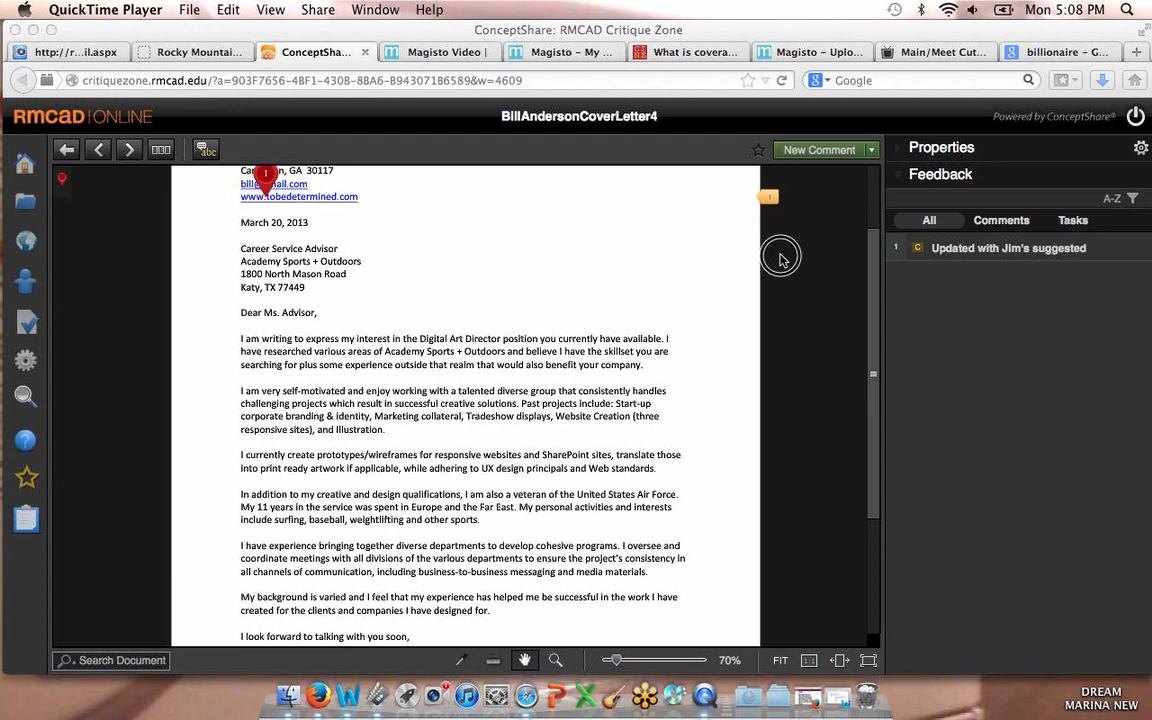 QuickTime Player File Edit View Share Window Help Mon 5:08 PM
ConceptShare: RMCAD Critique Zone
http://r...il.aspx Rocky Mountai... ConceptSha... Magisto Video | Magisto - My ... What is covera... Magisto - Uplo... Main/Meet Cut... billionaire - G...
critiquezone.rmcad.edu/?a=903F7656-4BF1-430B-8BA6-B94307186589&w=4609 Google
RMCAD|ONLINE BillAndersonCoverLetter4 Powered by ConceptShare®
abc New Comment Properties
Feedback
A-Z
All Comments Tasks
1 C Updated with Jim's suggested
GA 30117
1
www.tobedetermined.com
1
March 20, 2013
Career Service Advisor
Academy Sports + Outdoors
1800 North Mason Road
Katy, TX 77449
Dear Ms. Advisor,
I am writing to express my interest in the Digital Art Director position you currently have available. I
have researched various areas of Academy Sports + Outdoors and believe I have the skillset you are
searching for plus some experience outside that realm that would also benefit your company.
I am very self-motivated and enjoy working with a talented diverse group that consistently handles
challenging projects which result in successful creative solutions. Past projects include: Start-up
corporate branding & identity, Marketing collateral, Tradeshow displays, Website Creation (three
responsive sites), and Illustration.
I currently create prototypes/wireframes for responsive websites and SharePoint sites, translate those
into print ready artwork if applicable, while adhering to UX design principals and Web standards.
In addition to my creative and design qualifications, I am also a veteran of the United States Air Force.
My 11 years in the service was spent in Europe and the Far East. My personal activities and interests
include surfing, baseball, weightlifting and other sports.
I have experience bringing together diverse departments to develop cohesive programs. I oversee and
coordinate meetings with all divisions of the various departments to ensure the project's consistency in
all channels of communication, including business-to-business messaging and media materials.
My background is varied and I feel that my experience has helped me be successful in the work I have
created for the clients and companies I have designed for.
I look forward to talking with you soon,
Search Document 70% FIT 1:1
DREAM
MARINA NEW